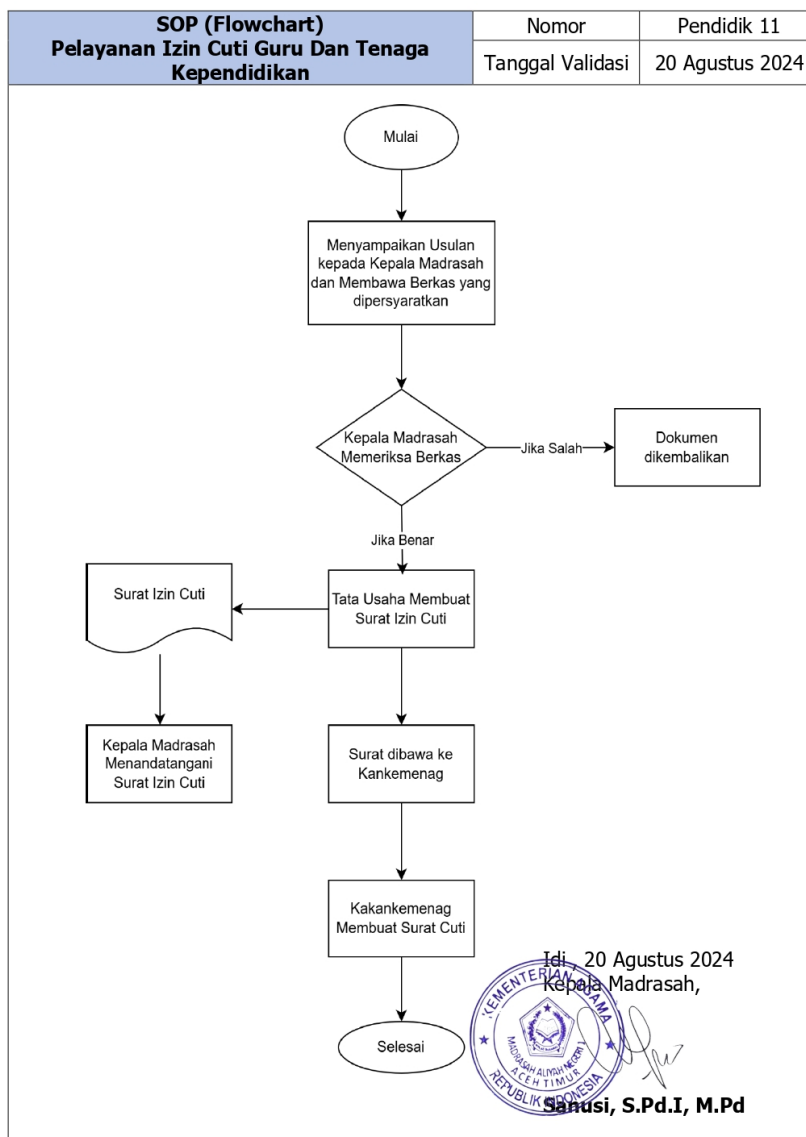 SOP (Flowchart)
Pelayanan Izin Cuti Guru Dan Tenaga
Kependidikan
Nomor
Pendidik 11
Tanggal Validasi
20 Agustus 2024
Mulai
Menyampaikan Usulan
kepada Kepala Madrasah
dan Membawa Berkas yang
dipersyaratkan
Kepala Madrasah
Memeriksa Berkas
Jika Salah
Dokumen
dikembalikan
Jika Benar
Surat Izin Cuti
Tata Usaha Membuat
Surat Izin Cuti
Kepala Madrasah
Menandatangani
Surat Izin Cuti
Surat dibawa ke
Kankemenag
Kakankemenag
Membuat Surat Cuti
Selesai
Idi , 20 Agustus 2024
Kepala Madrasah,
KEMENTERIAN AGAMA
MADRASAH ALIYAH NEGERI 1
ACEH TIMUR
REPUBLIK INDONESIA
Sanusi, S.Pd.I, M.Pd